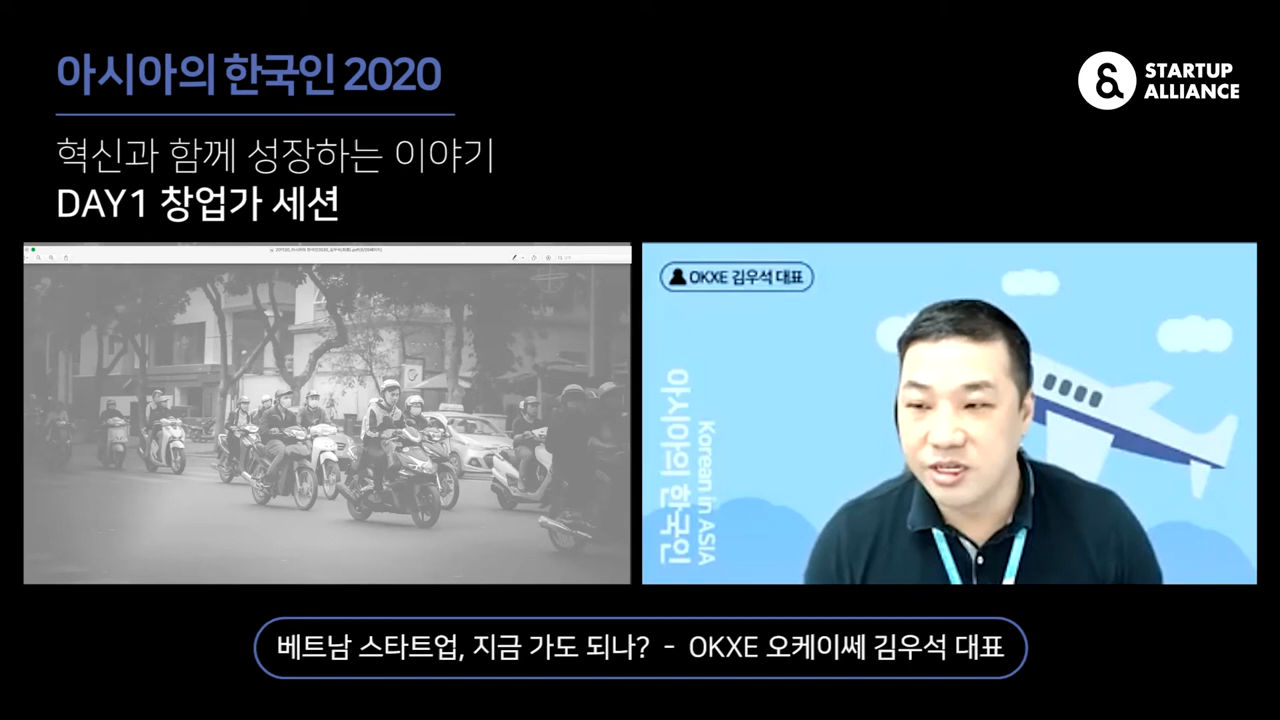 아시아의 한국인 2020
STARTUP
ALLIANCE
혁신과 함께 성장하는 이야기
DAY1 창업가 세션
OKXE 김우석 대표
아시아의 한국인
Korean in ASIA
베트남 스타트업, 지금 가도 되나? - OKXE 오케이쎄 김우석 대표